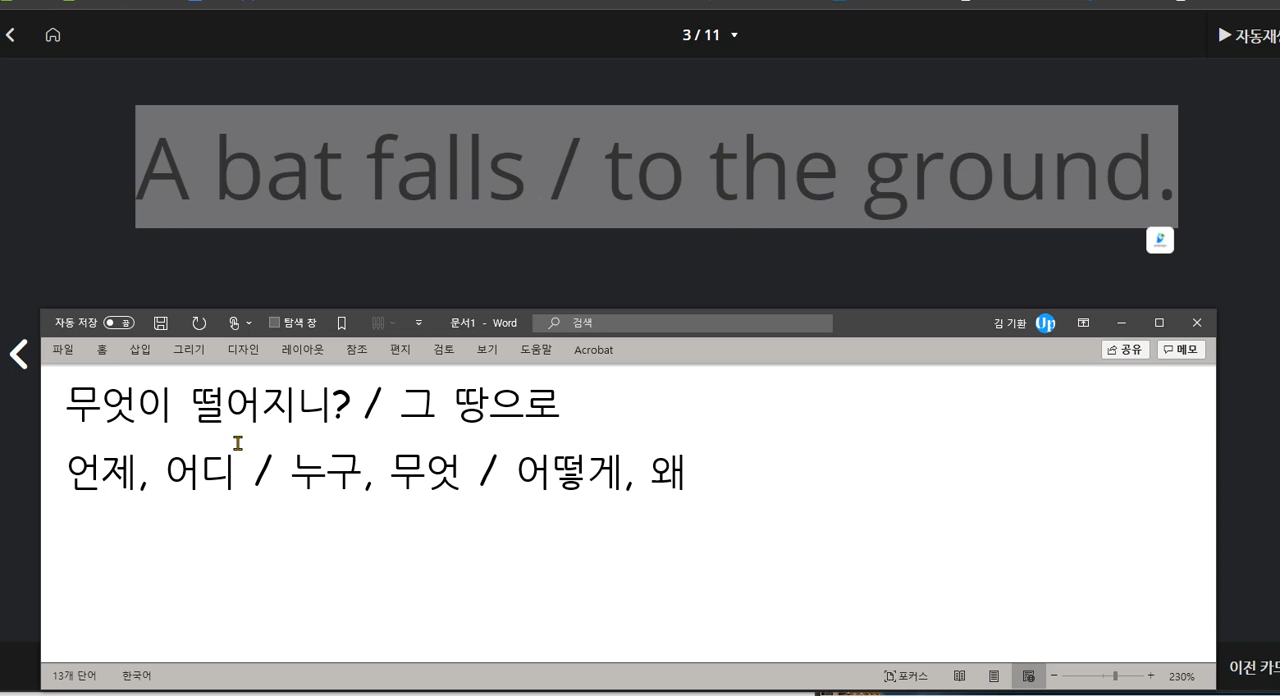 3 / 11
자동재생
A bat falls / to the ground.
자동 저장 끔 탐색 창 문서1 - Word 검색 김 기환 Up
파일 홈 삽입 그리기 디자인 레이아웃 참조 편지 검토 보기 도움말 Acrobat 공유 메모
무엇이 떨어지니? / 그 땅으로
언제, 어디 / 누구, 무엇 / 어떻게, 왜
이전 카드
13개 단어 한국어 포커스 230%